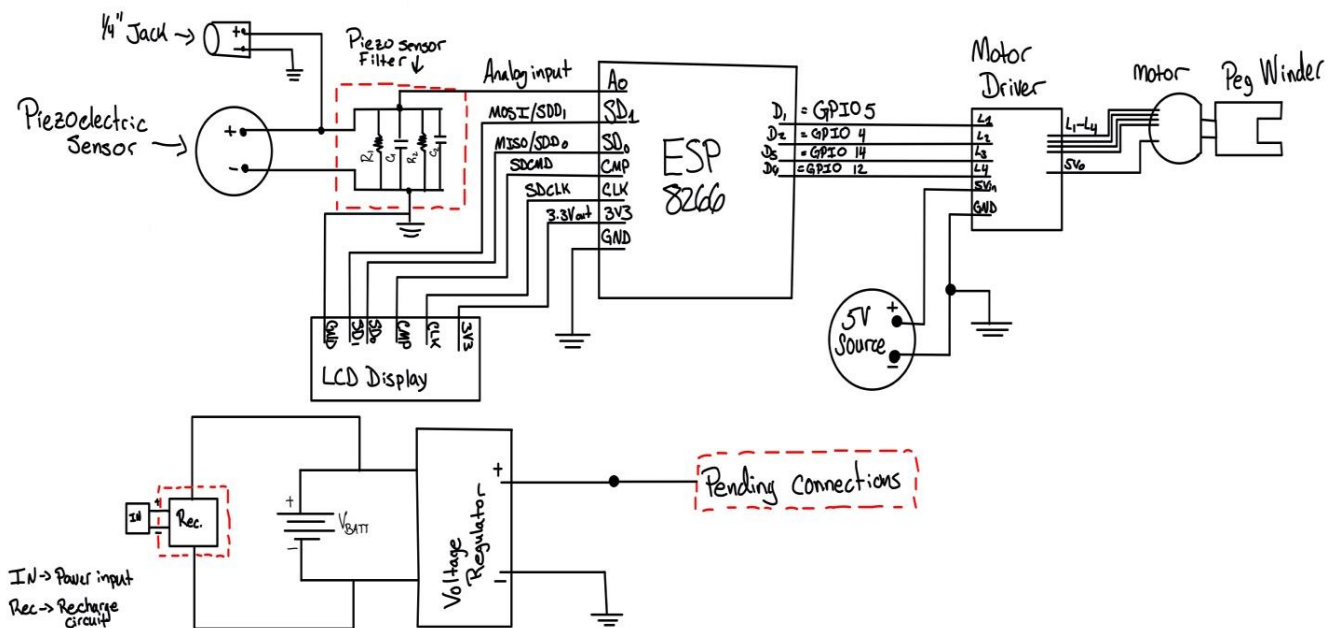 1/4" Jack →
+
-
Piezo sensor
Filter
Piezoelectric
Sensor
+
-
R1
C1
R2
C2
Analog input
MOSI/SDD1
MISO/SDD0
SDCMD
SDCLK
3.3Vout
A0
SD1
SD0
CMP
CLK
3V3
GND
ESP
8266
D1 = GPIO 5
D2 = GPIO 4
D5 = GPIO 14
D6 = GPIO 12
Motor
Driver
L1
L2
L3
L4
5Vin
GND
L1-L4
5V0
Motor
Peg Winder
5V
Source
+
-
GND
SD1
SD0
CMP
CLK
3V3
LCD Display
IN
+
-
Rec.
+
-
VBATT
Voltage
Regulator
+
-
Pending connections
IN → Power input
Rec → Recharge
circuit